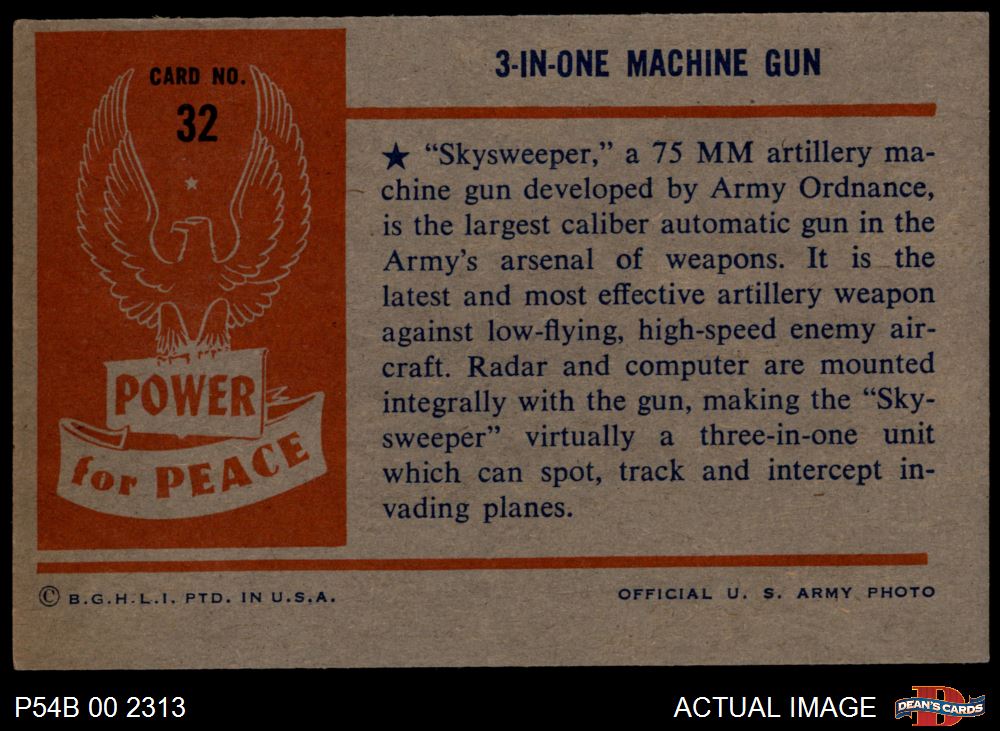 CARD NO.
32
POWER
for PEACE
3-IN-ONE MACHINE GUN
★ “Skysweeper,” a 75 MM artillery ma-
chine gun developed by Army Ordnance,
is the largest caliber automatic gun in the
Army’s arsenal of weapons. It is the
latest and most effective artillery weapon
against low-flying, high-speed enemy air-
craft. Radar and computer are mounted
integrally with the gun, making the “Sky-
sweeper” virtually a three-in-one unit
which can spot, track and intercept in-
vading planes.
© B.G.H.L.I. PTD. IN U.S.A.
OFFICIAL U. S. ARMY PHOTO
P54B 00 2313
ACTUAL IMAGE
D
DEAN'S CARDS